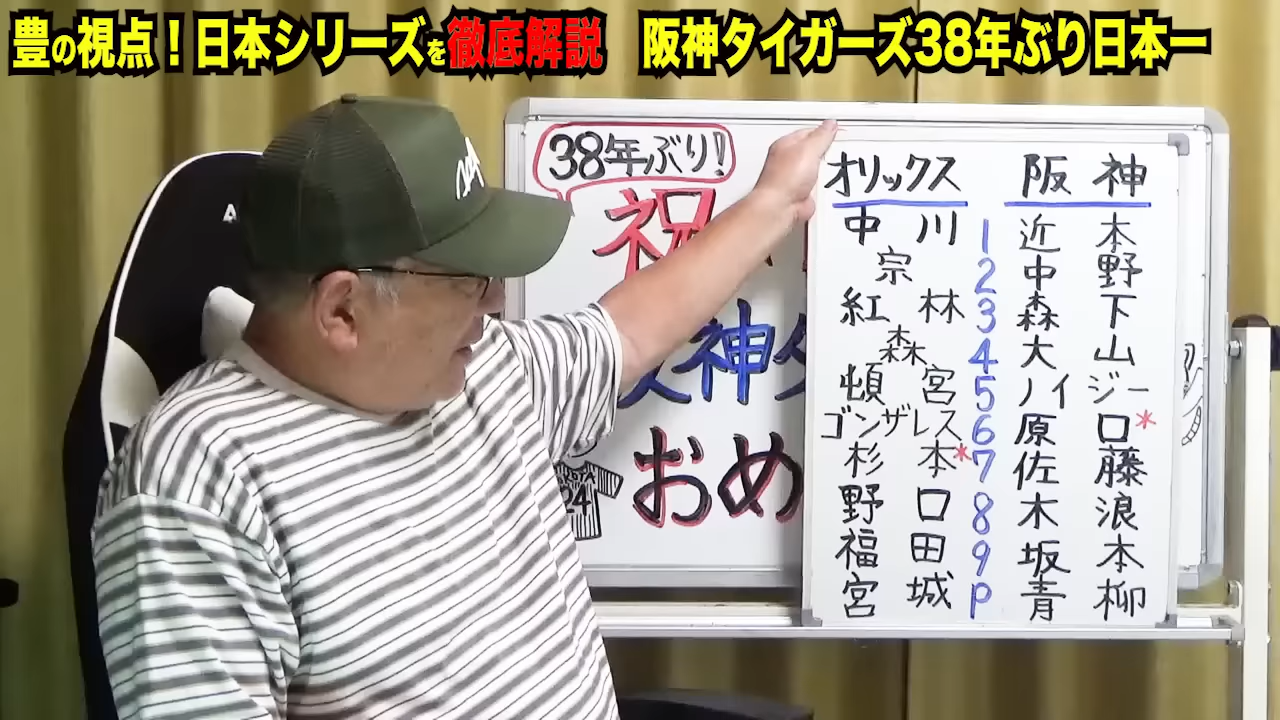 豊の視点！日本シリーズを徹底解説　阪神タイガーズ38年ぶり日本一
38年ぶり！
祝
神タ
おめ
24
オリックス 阪神
中川 1 近本
宗 2 中野
紅林 3 森下
森 4 大山
頓宮 5 ノイジー
ゴンザレス 6 原口*
杉本* 7 佐藤
野口 8 木浪
福田 9 坂本
宮城 P 青柳